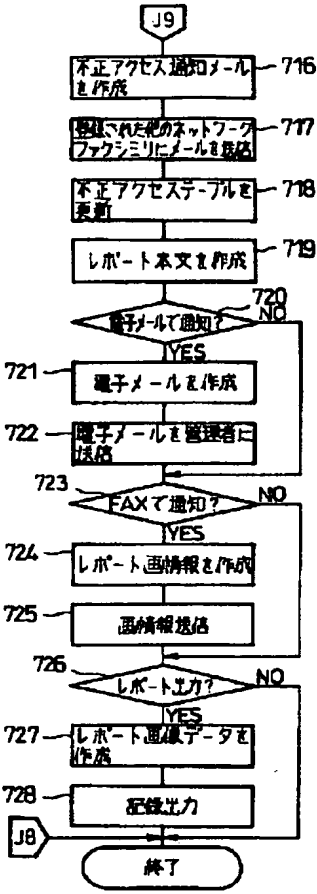 J9
不正アクセス通知メール
を作成
716
登録された他のネットワーク
ファクシミリにメールを送信
717
不正アクセステーブルを
更新
718
レポート本文を作成
719
720
電子メールで通知?
NO
YES
721
電子メールを作成
722
電子メールを管理者に
送信
723
FAXで通知?
NO
YES
724
レポート画情報を作成
725
画情報送信
726
レポート出力?
NO
YES
727
レポート画像データを
作成
728
記録出力
J8
終了